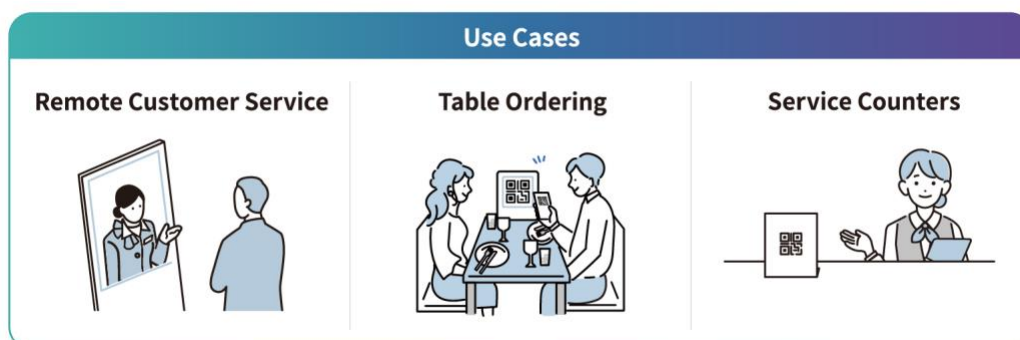 Use Cases
Remote Customer Service
Table Ordering
Service Counters